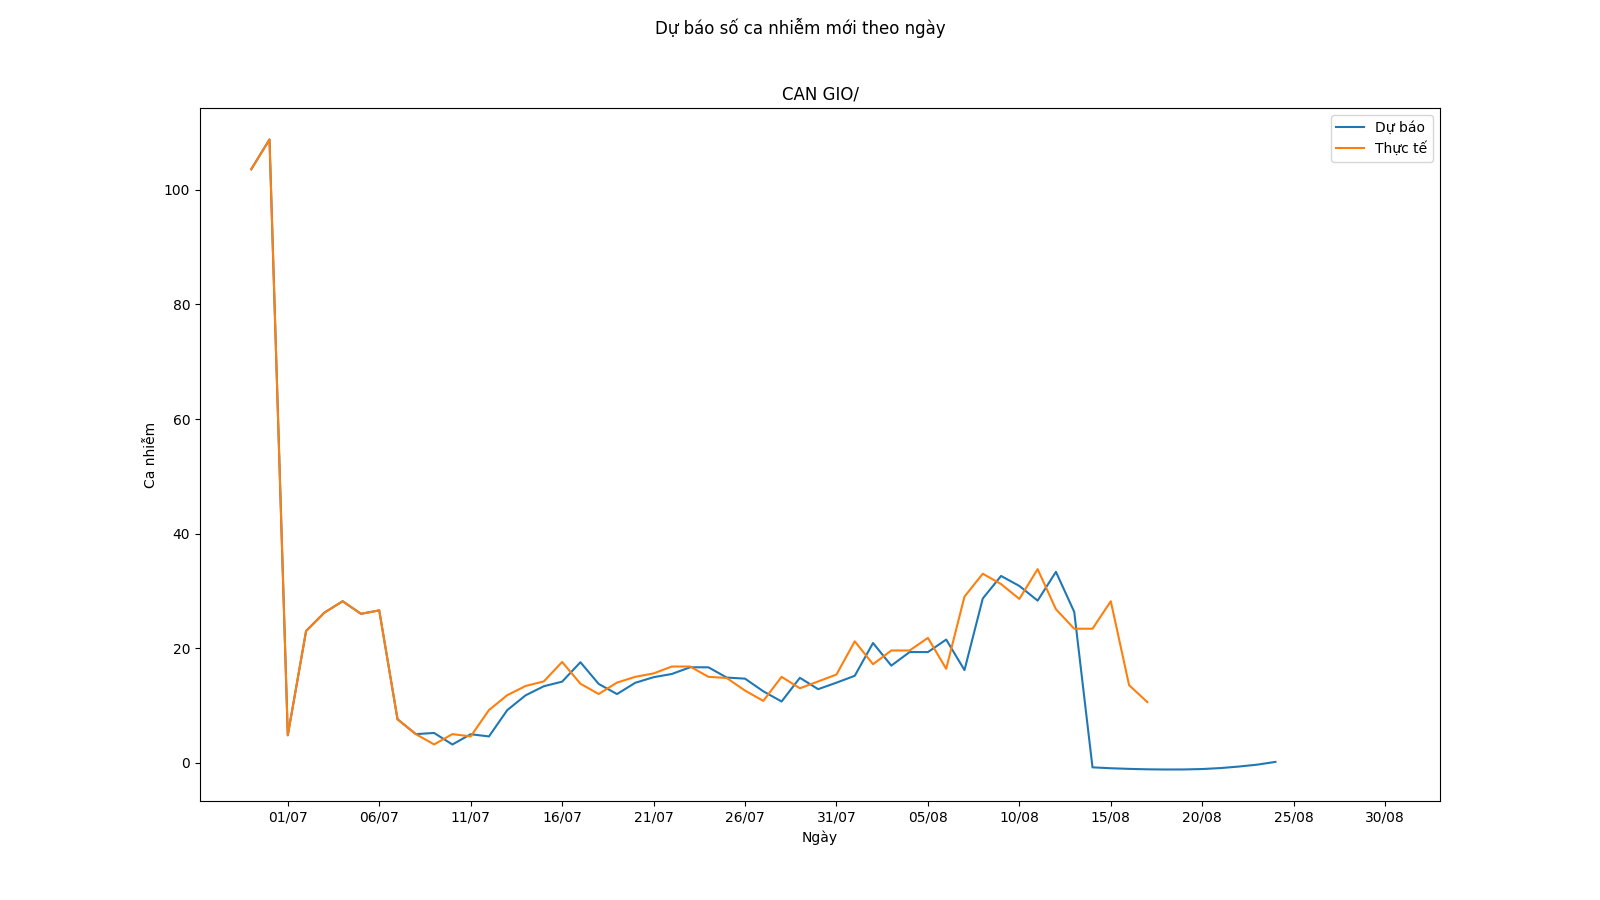 Dự báo số ca nhiễm mới theo ngày
CAN GIO/
Dự báo
Thực tế
100
80
60
40
20
0
Ca nhiễm
01/07 06/07 11/07 16/07 21/07 26/07 31/07 05/08 10/08 15/08 20/08 25/08 30/08
Ngày